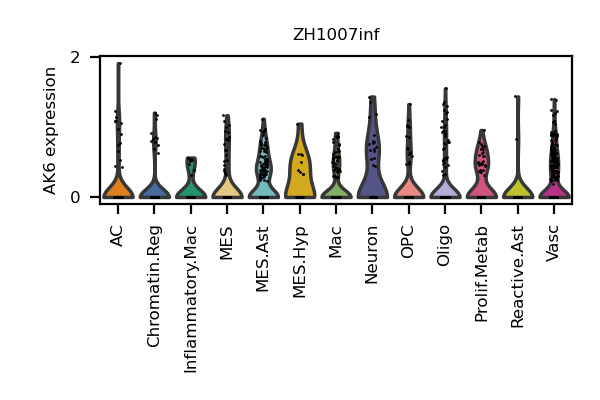 ZH1007inf
AK6 expression
2
0
AC
Chromatin.Reg
Inflammatory.Mac
MES
MES.Ast
MES.Hyp
Mac
Neuron
OPC
Oligo
Prolif.Metab
Reactive.Ast
Vasc